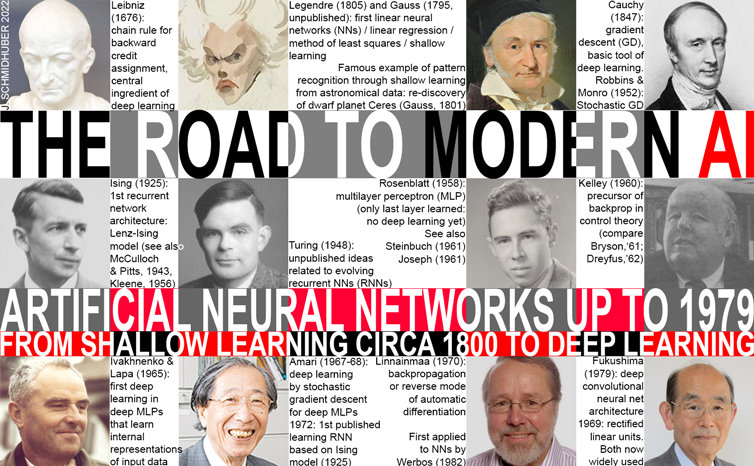 J. SCHMIDHUBER 2022
Leibniz
(1676):
chain rule for
backward
credit
assignment,
central
ingredient of
deep learning
Legendre (1805) and Gauss (1795,
unpublished): first linear neural
networks (NNs) / linear regression /
method of least squares / shallow
learning
Famous example of pattern
recognition through shallow learning
from astronomical data: re-discovery
of dwarf planet Ceres (Gauss, 1801)
Cauchy
(1847):
gradient
descent (GD),
basic tool of
deep learning.
Robbins &
Monro (1952):
Stochastic GD
THE ROAD TO MODERN AI
Ising (1925):
1st recurrent
network
architecture:
Lenz-Ising
model (see also
McCulloch
& Pitts, 1943,
Kleene, 1956)
Turing (1948):
unpublished ideas
related to evolving
recurrent NNs (RNNs)
Rosenblatt (1958):
multilayer perceptron (MLP)
(only last layer learned:
no deep learning yet)
See also
Steinbuch (1961)
Joseph (1961)
Kelley (1960):
precursor of
backprop in
control theory
(compare
Bryson,'61;
Dreyfus,'62)
ARTIFICIAL NEURAL NETWORKS UP TO 1979
FROM SHALLOW LEARNING CIRCA 1800 TO DEEP LEARNING
Ivakhnenko &
Lapa (1965):
first deep
learning in
deep MLPs
that learn
internal
representations
of input data
Amari (1967-68):
deep learning
by stochastic
gradient descent
for deep MLPs
1972: 1st published
learning RNN
based on Ising
model (1925)
Linnainmaa (1970):
backpropagation
or reverse mode
of automatic
differentiation
First applied
to NNs by
Werbos (1982)
Fukushima
(1979): deep
convolutional
neural net
architecture
1969: rectified
linear units.
Both now
widely used